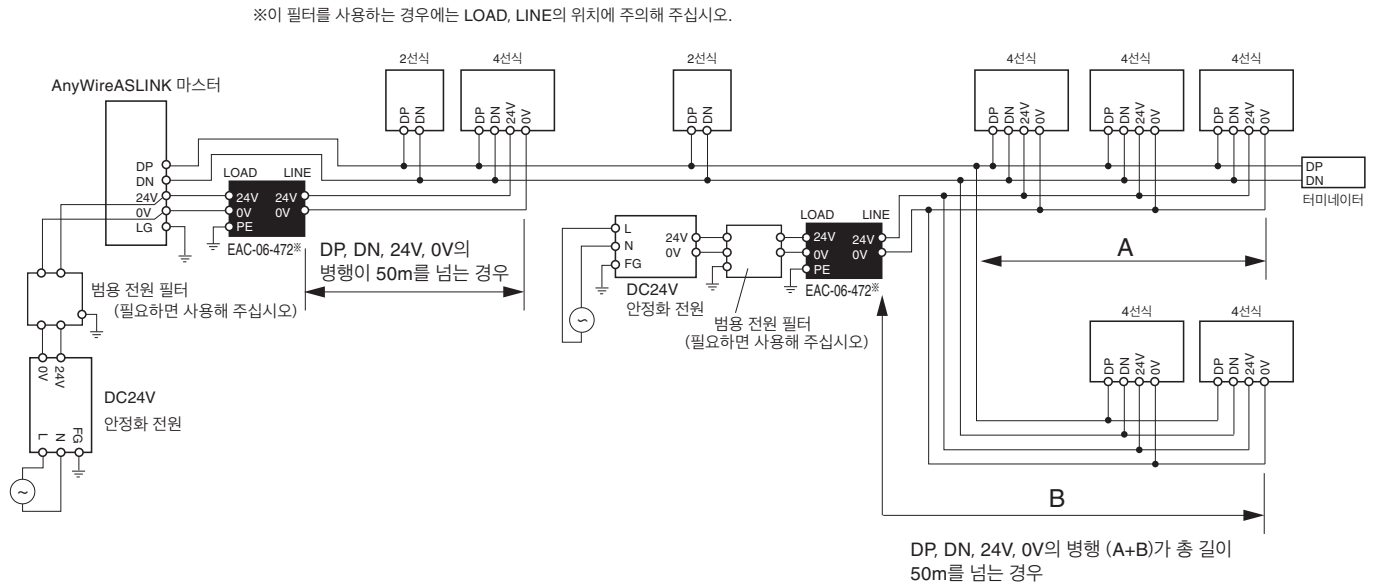 ※이 필터를 사용하는 경우에는 LOAD, LINE의 위치에 주의해 주십시오.
2선식
4선식
2선식
4선식
4선식
4선식
AnyWireASLINK 마스터
DP
DN
DP
DN
24V
0V
DP
DN
DP
DN
24V
0V
DP
DN
24V
0V
DP
DN
24V
0V
DP
DN
24V
0V
LG
LOAD
LINE
24V
0V
PE
24V
0V
EAC-06-472※
DP
DN
터미네이터
DP, DN, 24V, 0V의
병행이 50m를 넘는 경우
L
N
FG
24V
0V
DC24V
안정화 전원
LOAD
LINE
24V
0V
PE
24V
0V
EAC-06-472※
A
범용 전원 필터
(필요하면 사용해 주십시오)
범용 전원 필터
(필요하면 사용해 주십시오)
4선식
4선식
DP
DN
24V
0V
DP
DN
24V
0V
0V
24V
DC24V
안정화 전원
L
N
FG
B
DP, DN, 24V, 0V의 병행 (A+B)가 총 길이
50m를 넘는 경우